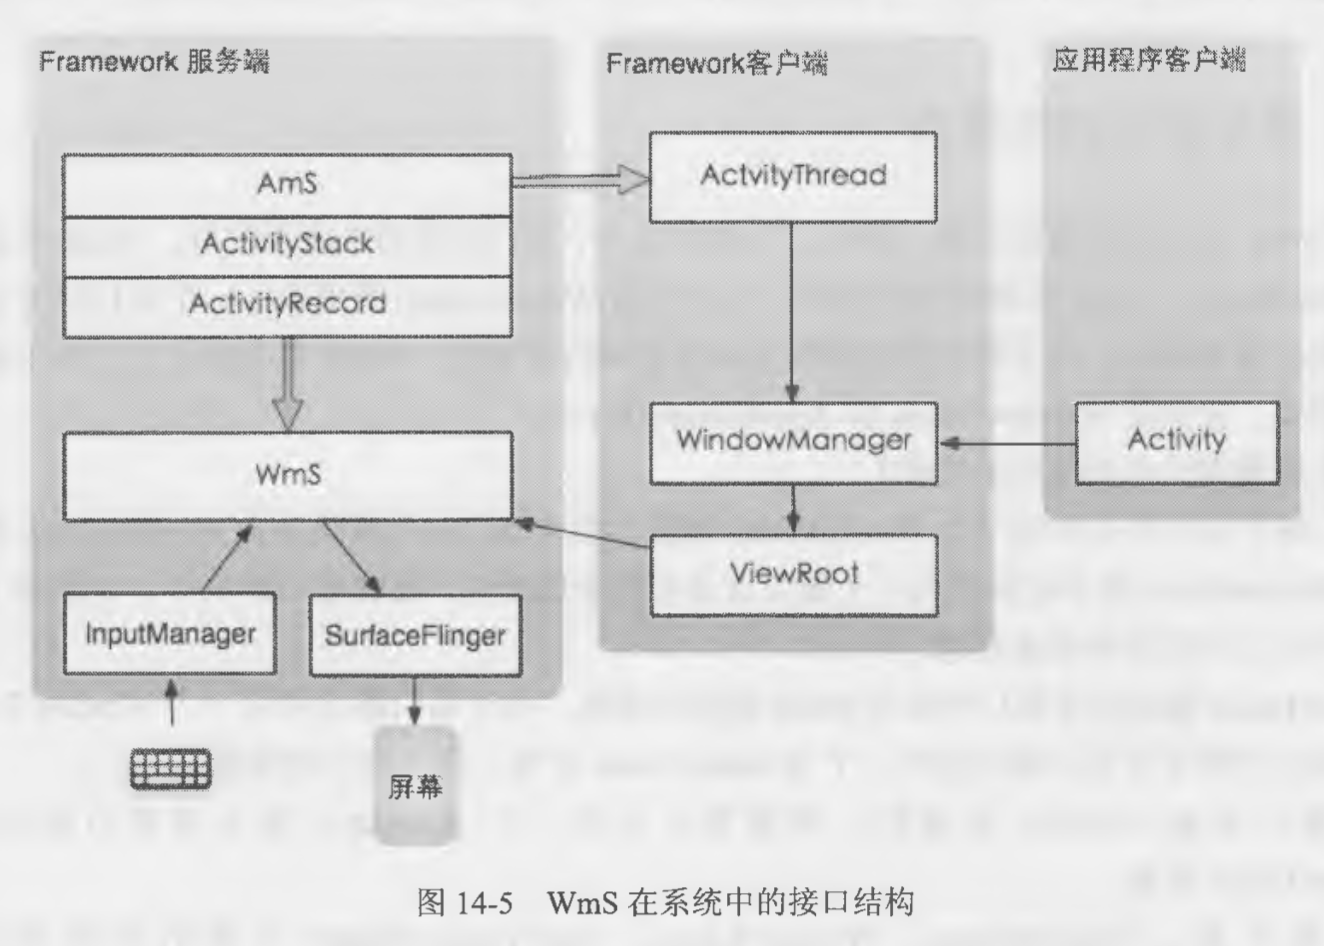 Framework 服务端
AmS
ActivityStack
ActivityRecord
WmS
InputManager
SurfaceFlinger
屏幕
Framework客户端
ActvityThread
WindowManager
ViewRoot
应用程序客户端
Activity
图 14-5 WmS 在系统中的接口结构